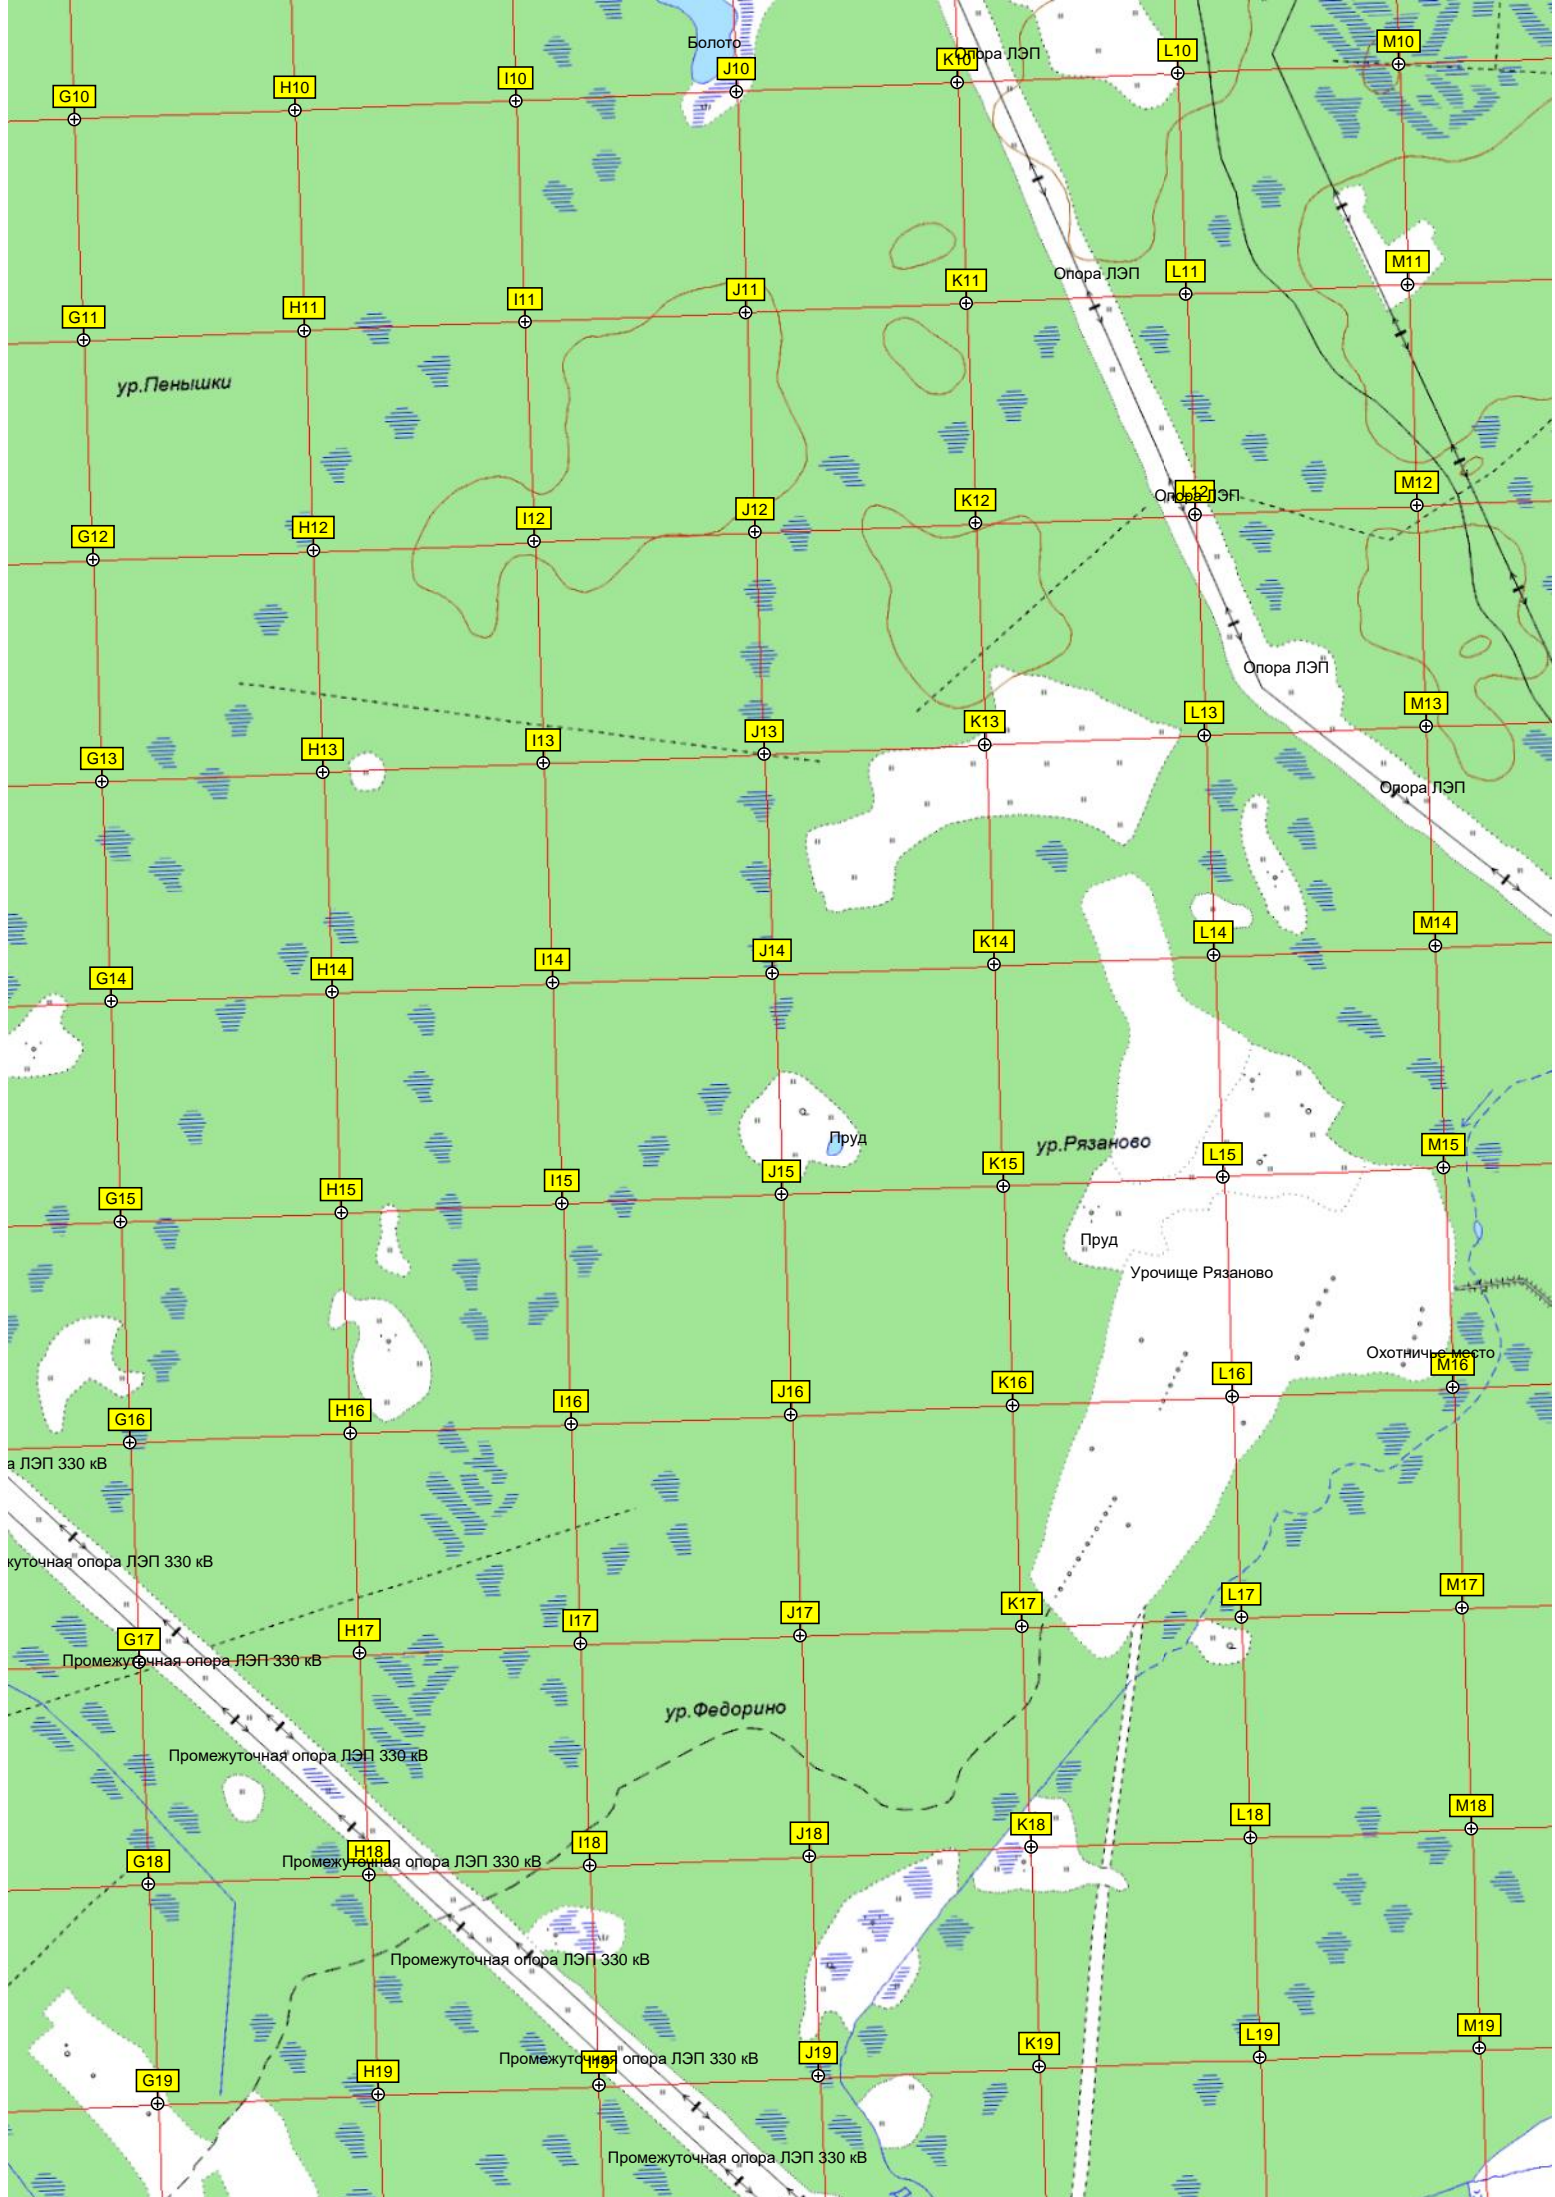 Болото
M10
L10
K10
Опора ЛЭП
J10
I10
H10
G10
M11
L11
Опора ЛЭП
K11
J11
I11
H11
G11
ур.Пенышки
M12
L12
Опора ЛЭП
K12
J12
I12
H12
G12
Опора ЛЭП
M13
L13
K13
J13
I13
H13
G13
Опора ЛЭП
M14
L14
K14
J14
I14
H14
G14
Пруд
ур.Рязаново
M15
L15
K15
J15
I15
H15
G15
Пруд
Урочище Рязаново
Охотничье место
M16
L16
K16
J16
I16
H16
G16
а ЛЭП 330 кВ
жуточная опора ЛЭП 330 кВ
M17
L17
K17
J17
I17
H17
G17
Промежуточная опора ЛЭП 330 кВ
ур.Федорино
Промежуточная опора ЛЭП 330 кВ
M18
L18
K18
J18
I18
H18
G18
Промежуточная опора ЛЭП 330 кВ
Промежуточная опора ЛЭП 330 кВ
M19
L19
K19
J19
I19
Промежуточная опора ЛЭП 330 кВ
H19
G19
Промежуточная опора ЛЭП 330 кВ